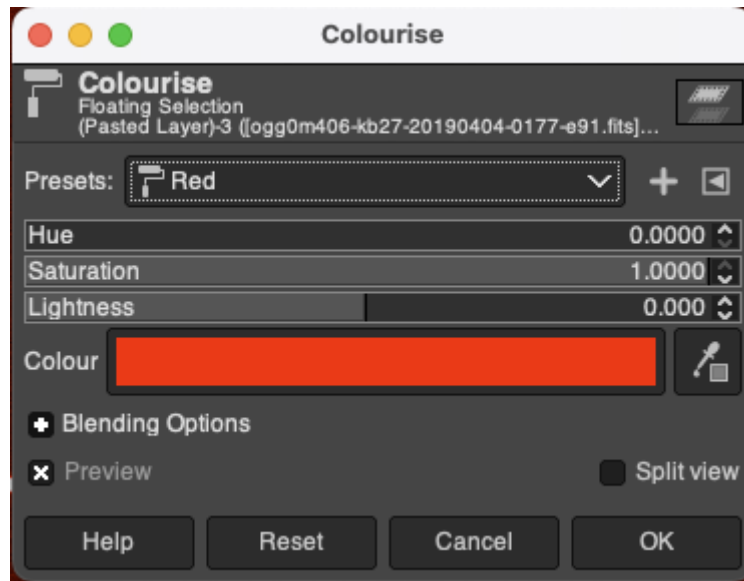 Colourise
Colourise
Floating Selection
(Pasted Layer)-3 ([ogg0m406-kb27-20190404-0177-e91.fits]...
Presets: Red
Hue 0.0000
Saturation 1.0000
Lightness 0.000
Colour
Blending Options
Preview Split view
Help Reset Cancel OK